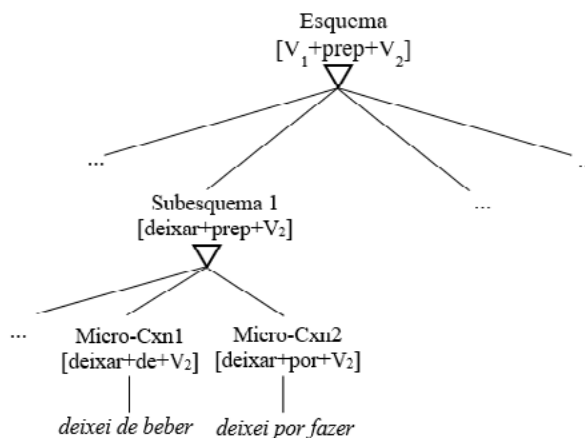 Esquema
[V₁+prep+V₂]
...
...
...
Subesquema 1
[deixar+prep+V₂]
...
Micro-Cxn1
[deixar+de+V₂]
Micro-Cxn2
[deixar+por+V₂]
deixei de beber
deixei por fazer